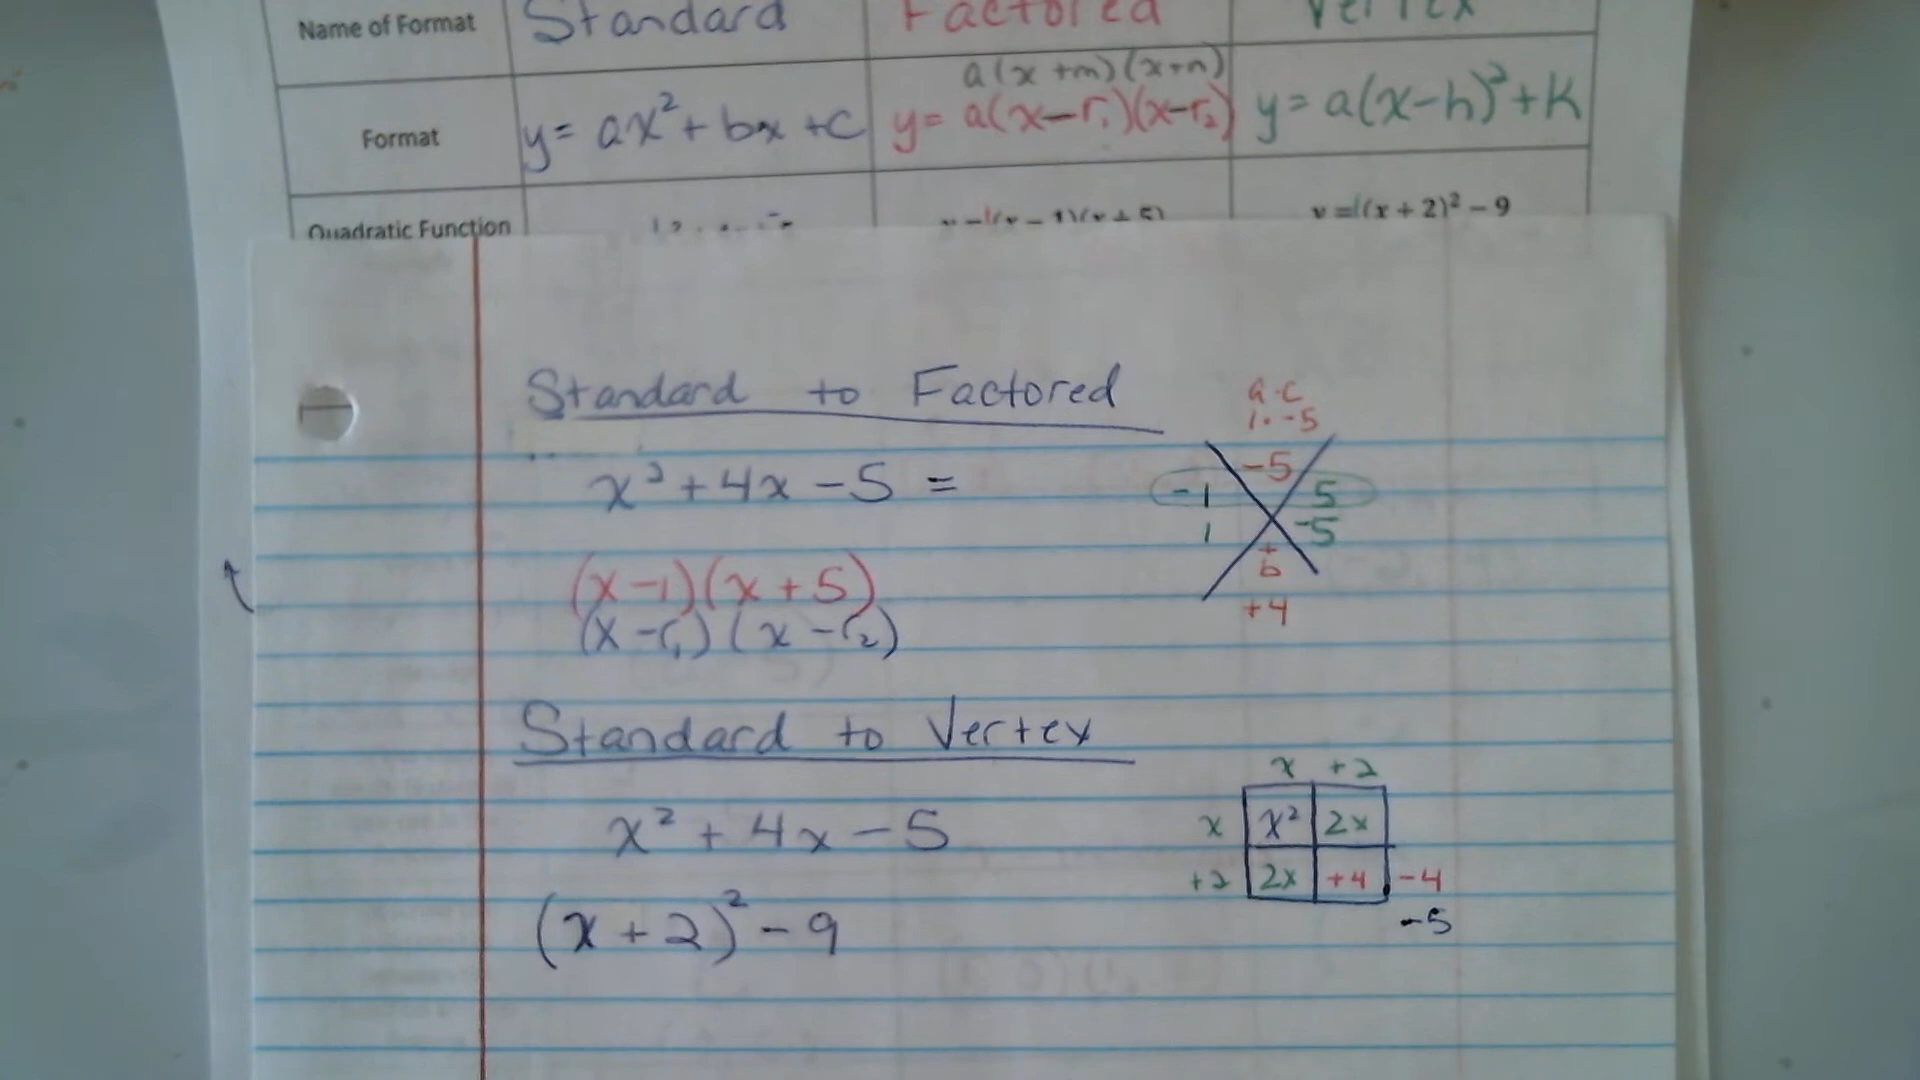 Name of Format Standard Factored Vertex
a(x+m)(x+n)
Format y= ax²+ bx +c y= a(x-r₁)(x-r₂) y= a(x-h)²+k
Quadratic Function (x + 2)² − 9
Standard to Factored
a·c
1·-5
x²+4x-5 =
-5
-1 5
1 -5
+
b
+4
(x-1)(x+5)
(x-r₁)(x-r₂)
Standard to Vertex
x² + 4x - 5
x +2
x x² 2x
+2 2x +4 -4
-5
(x+2)² - 9